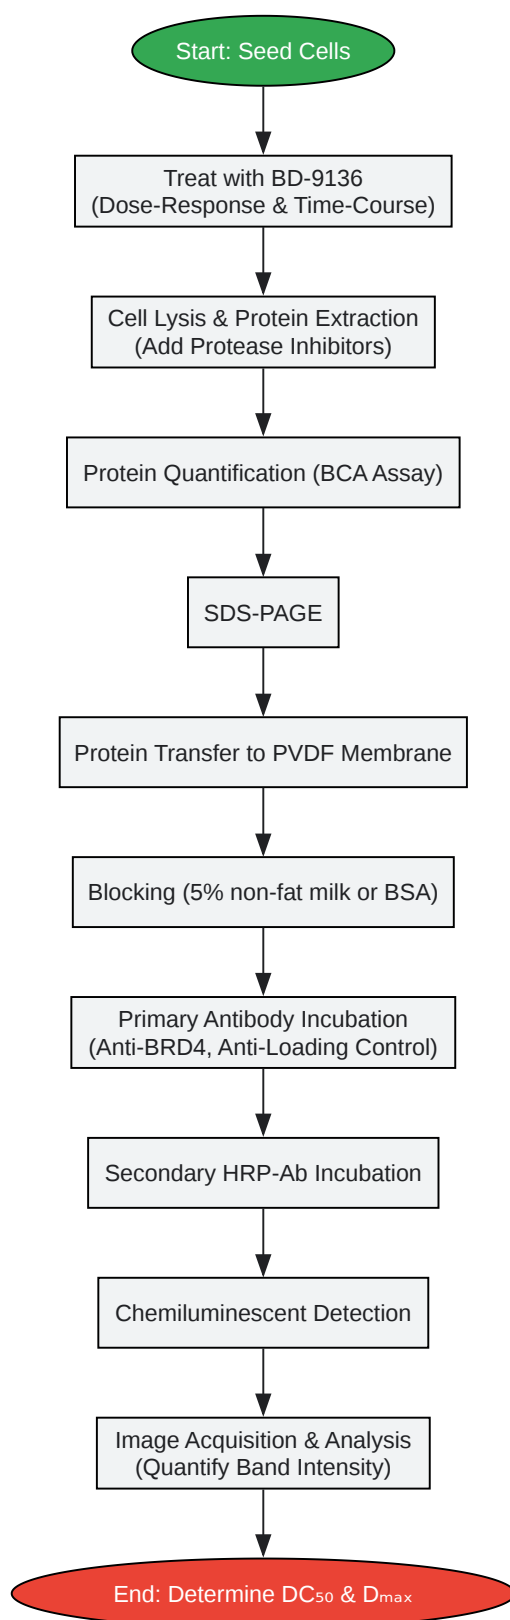 Start: Seed Cells
Treat with BD-9136
(Dose-Response & Time-Course)
Cell Lysis & Protein Extraction
(Add Protease Inhibitors)
Protein Quantification (BCA Assay)
SDS-PAGE
Protein Transfer to PVDF Membrane
Blocking (5% non-fat milk or BSA)
Primary Antibody Incubation
(Anti-BRD4, Anti-Loading Control)
Secondary HRP-Ab Incubation
Chemiluminescent Detection
Image Acquisition & Analysis
(Quantify Band Intensity)
End: Determine DC₅₀ & Dₘₐₓ